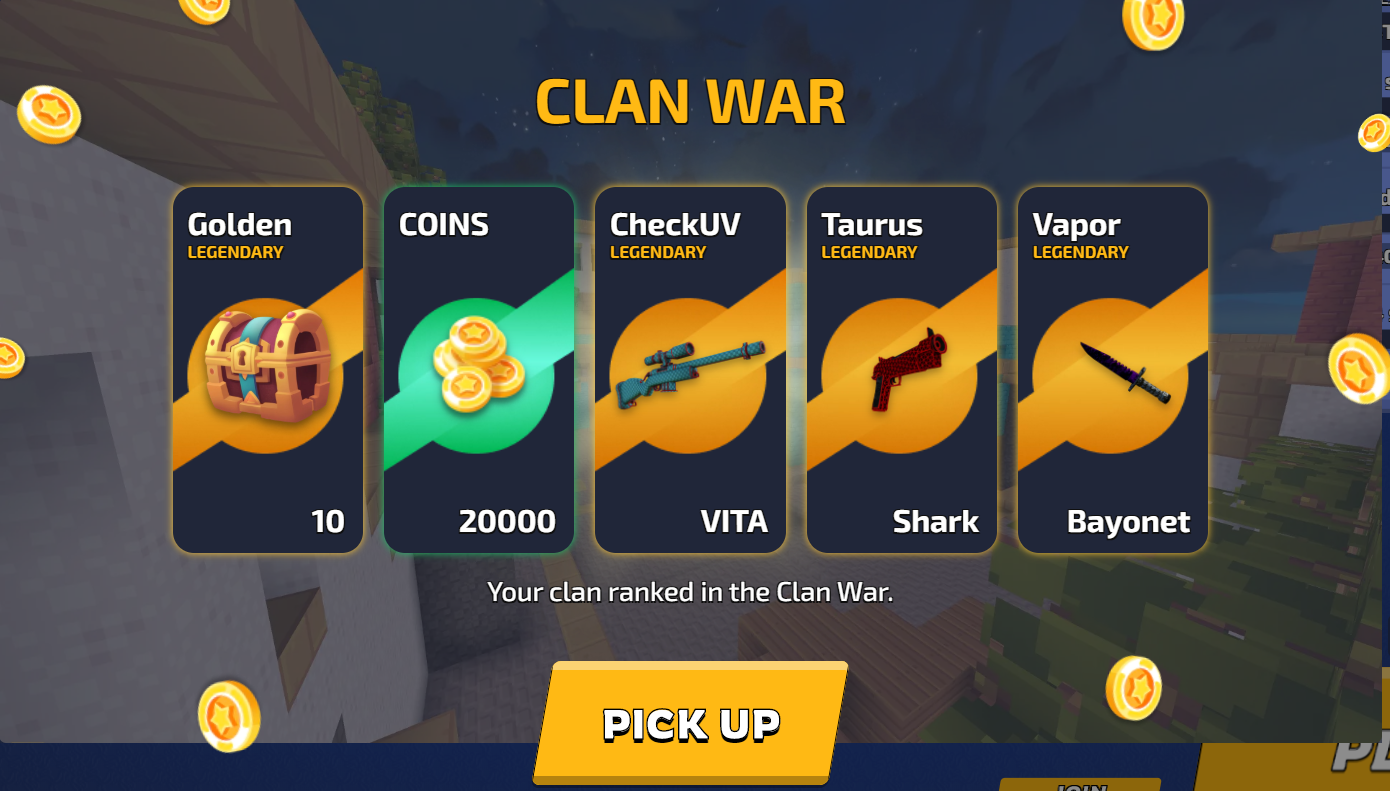 CLAN WAR
Golden
LEGENDARY
10
COINS
20000
CheckUV
LEGENDARY
VITA
Taurus
LEGENDARY
Shark
Vapor
LEGENDARY
Bayonet
Your clan ranked in the Clan War.
PICK UP
JOIN